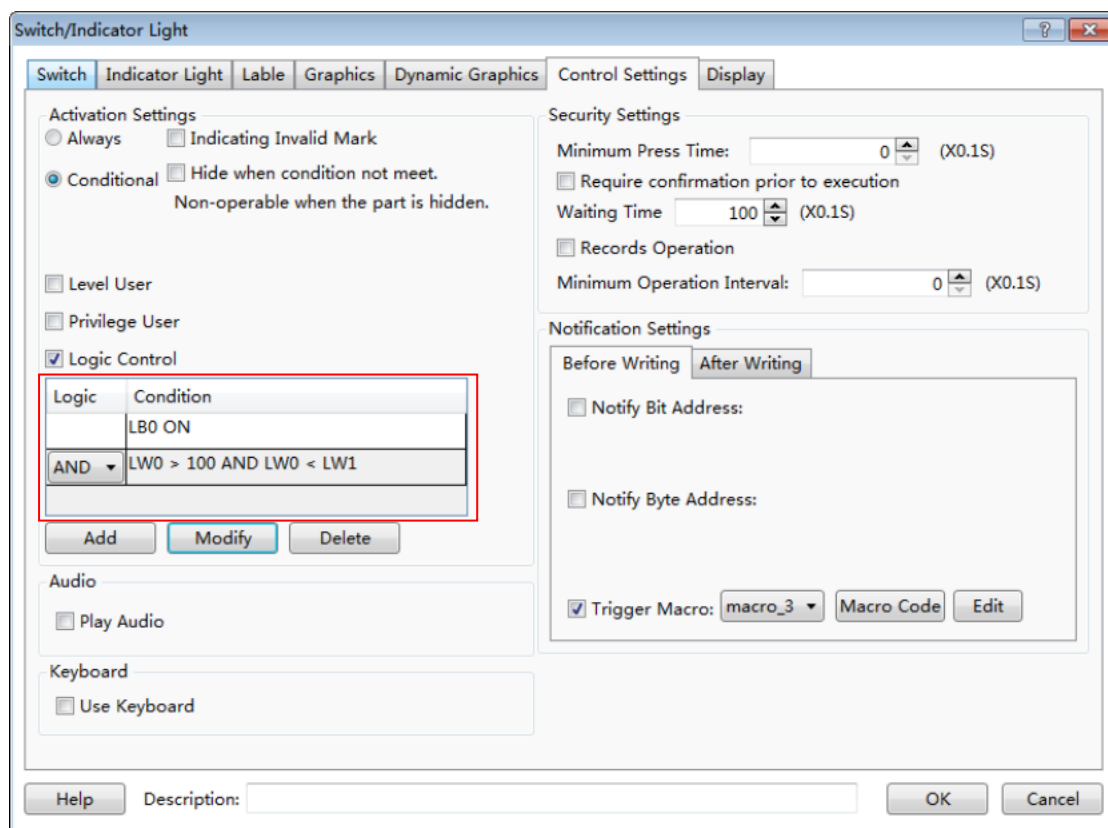 Switch/Indicator Light
Switch
Indicator Light
Lable
Graphics
Dynamic Graphics
Control Settings
Display
Activation Settings
Always
Indicating Invalid Mark
Conditional
Hide when condition not meet.
Non-operable when the part is hidden.
Level User
Privilege User
Logic Control
Logic Condition
LB0 ON
AND LW0 > 100 AND LW0 < LW1
Add
Modify
Delete
Audio
Play Audio
Keyboard
Use Keyboard
Security Settings
Minimum Press Time: 0 (X0.1S)
Require confirmation prior to execution
Waiting Time 100 (X0.1S)
Records Operation
Minimum Operation Interval: 0 (X0.1S)
Notification Settings
Before Writing
After Writing
Notify Bit Address:
Notify Byte Address:
Trigger Macro: macro_3 Macro Code Edit
Help
Description:
OK
Cancel